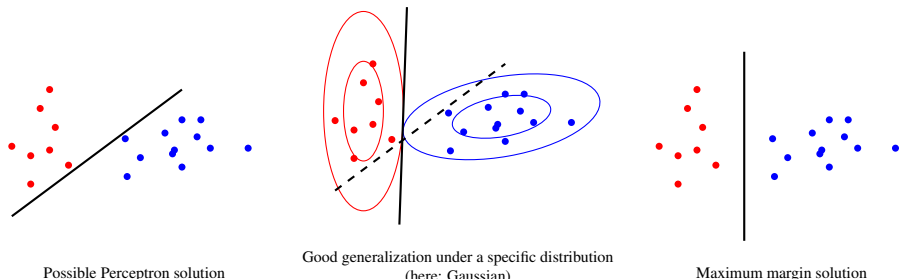 Possible Perceptron solution
Good generalization under a specific distribution
(here: Gaussian)
Maximum margin solution